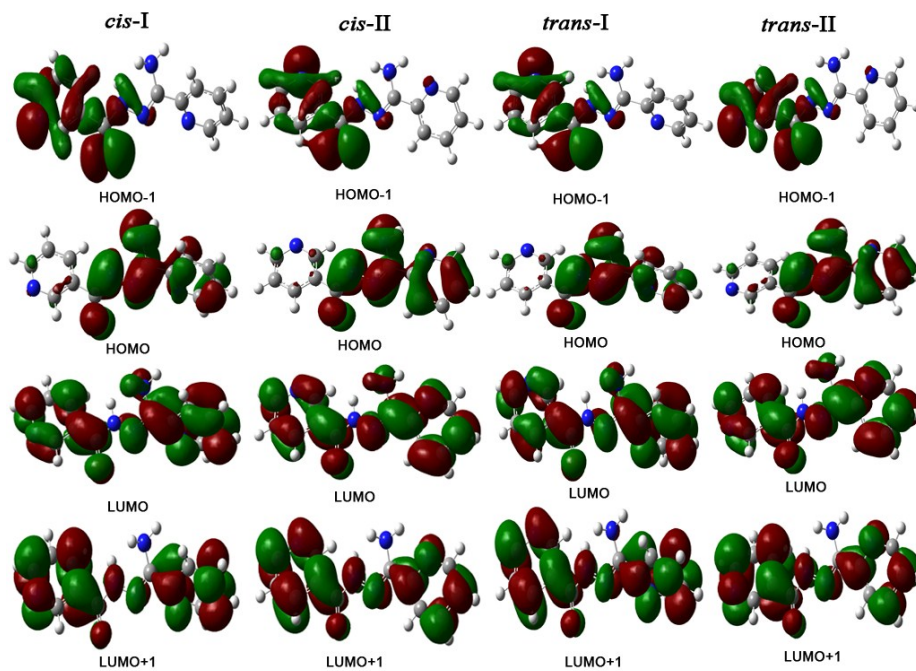 cis-I cis-II trans-I trans-II
HOMO-1 HOMO-1 HOMO-1 HOMO-1
HOMO HOMO HOMO HOMO
LUMO LUMO LUMO LUMO
LUMO+1 LUMO+1 LUMO+1 LUMO+1